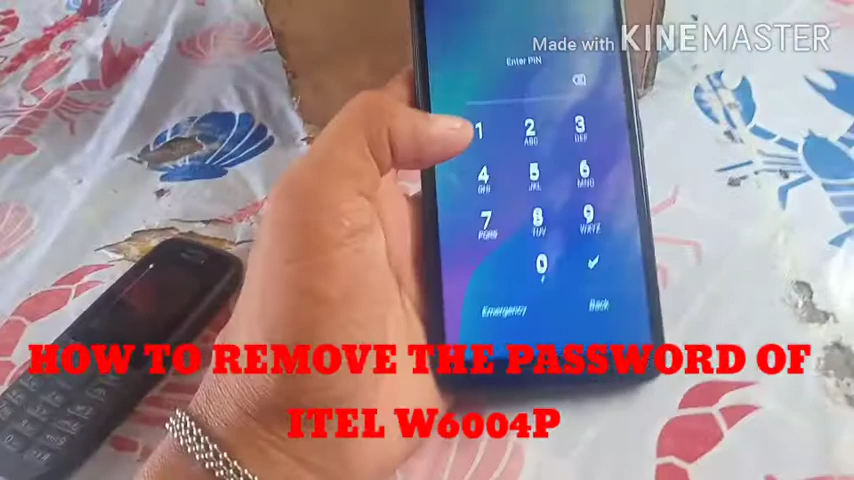 Made with KINEMASTER
Enter PIN
1 2 3
ABC DEF
4 5 6
GHI JKL MNO
7 8 9
PQRS TUV WXYZ
0
Emergency Back
HOW TO REMOVE THE PASSWORD OF
ITEL W6004P